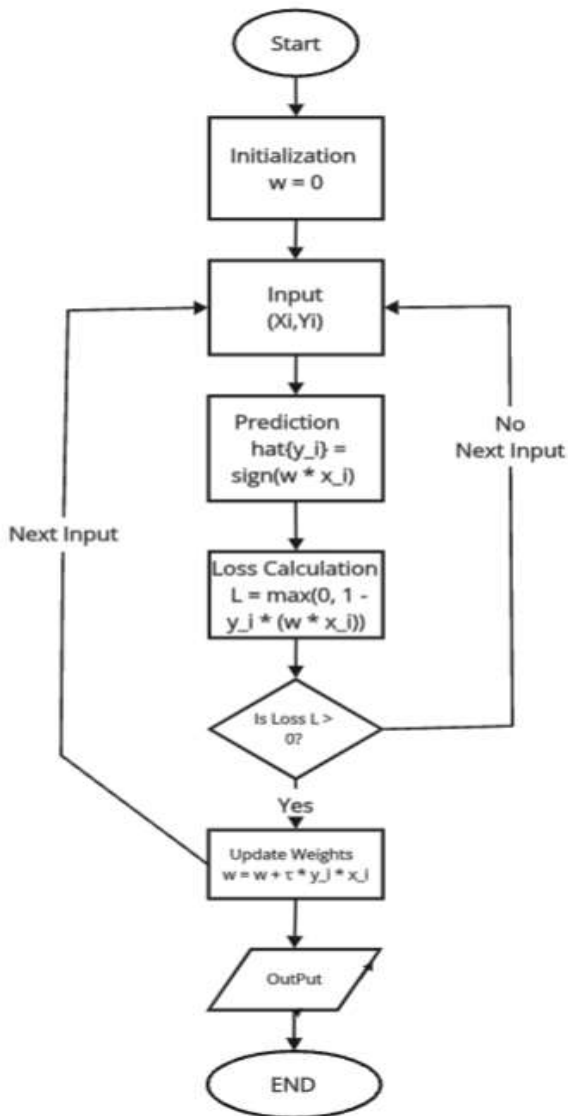 Start
Initialization
w = 0
Input
(Xi,Yi)
Prediction
hat{y_i} =
sign(w * x_i)
No
Next Input
Next Input
Loss Calculation
L = max(0, 1 -
y_i * (w * x_i))
Is Loss L >
0?
Yes
Update Weights
w = w + τ * y_i * x_i
OutPut
END